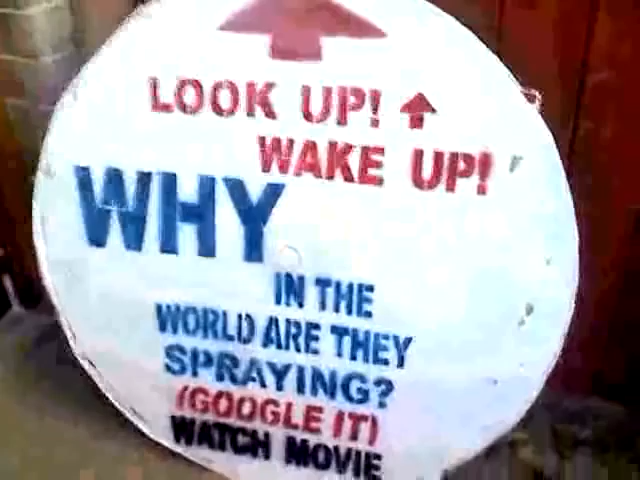 LOOK UP!
WAKE UP!
WHY
IN THE
WORLD ARE THEY
SPRAYING?
(GOOGLE IT)
WATCH MOVIE